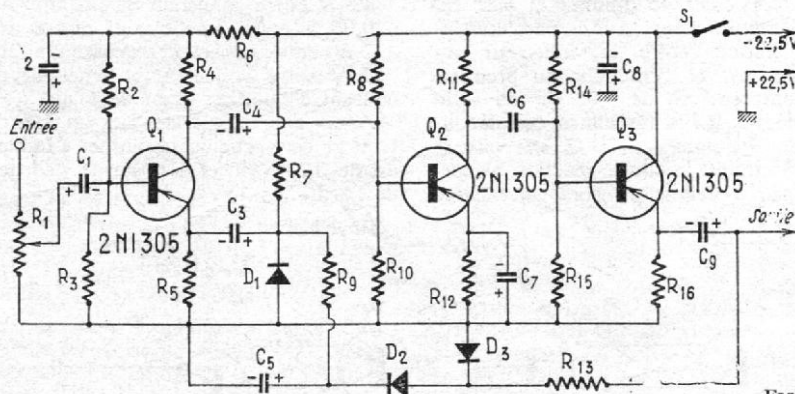 S1
-22,5V
+22,5V
2
R6
R2
R4
R8
R11
R14
C8
C4
C6
Entrée
Q1
Q2
Q3
C1
R7
2N1305
2N1305
R1
C3
Sortie
2N1305
C9
R3
R5
D1
R9
R10
R12
C7
R15
R16
D3
C5
D2
R13